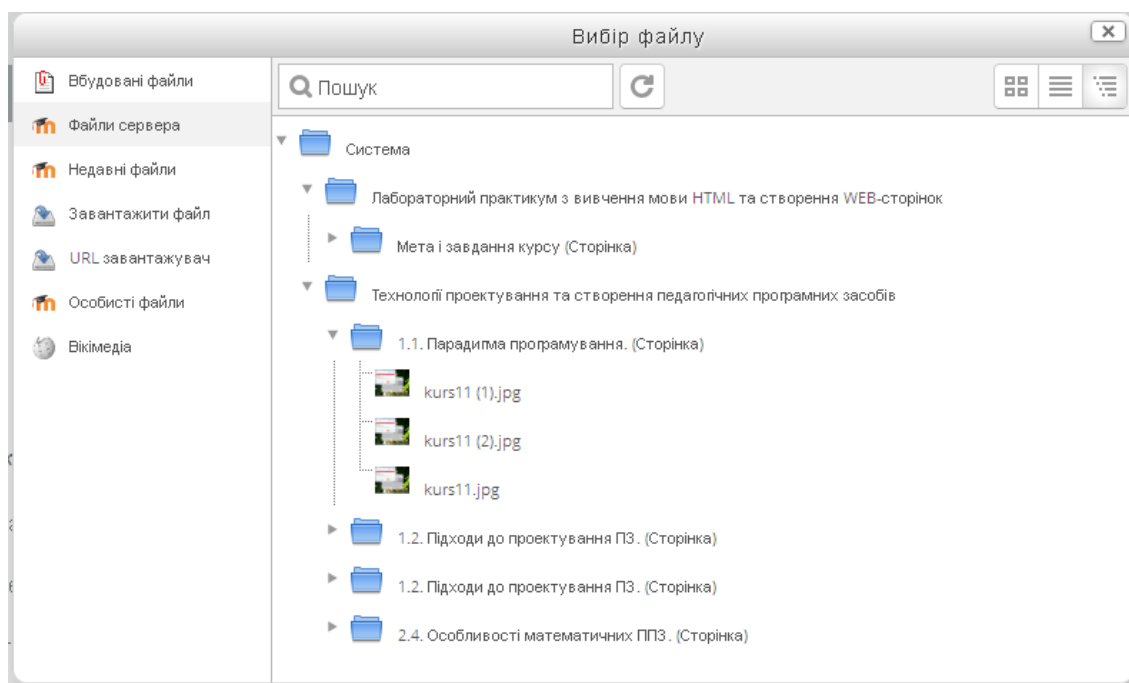 Вибір файлу
Вбудовані файли
Файли сервера
Недавні файли
Завантажити файл
URL завантажувач
Особисті файли
Вікімедіа
Пошук
Система
Лабораторний практикум з вивчення мови HTML та створення WEB-сторінок
Мета і завдання курсу (Сторінка)
Технології проектування та створення педагогічних програмних засобів
1.1. Парадигма програмування. (Сторінка)
kurs11 (1).jpg
kurs11 (2).jpg
kurs11.jpg
1.2. Підходи до проектування ПЗ. (Сторінка)
1.2. Підходи до проектування ПЗ. (Сторінка)
2.4. Особливості математичних ППЗ. (Сторінка)